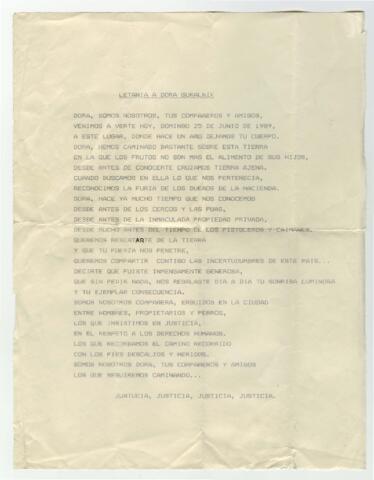 LETANIA A DORA GURALNIK
DORA, SOMOS NOSOTROS, TUS COMPAÑEROS Y AMIGOS,
VENIMOS A VERTE HOY, DOMINGO 25 DE JUNIO DE 1989,
A ESTE LUGAR, DONDE HACE UN AÑO DEJAMOS TU CUERPO.
DORA, HEMOS CAMINADO BASTANTE SOBRE ESTA TIERRA
EN LA QUE LOS FRUTOS NO SON MAS EL ALIMENTO DE SUS HIJOS,
DESDE ANTES DE CONOCERTE CRUZAMOS TIERRA AJENA,
CUANDO BUSCAMOS EN ELLA LO QUE NOS PERTENECIA,
RECONOCIMOS LA FURIA DE LOS DUEÑOS DE LA HACIENDA.
DORA, HACE YA MUCHO TIEMPO QUE NOS CONOCEMOS
DESDE ANTES DE LOS CERCOS Y LAS PUAS,
DESDE ANTES DE LA INMACULADA PROPIEDAD PRIVADA,
DESDE MUCHO ANTES DEL TIEMPO DE LOS PISTOLEROS Y CAIMANES.
QUEREMOS RESCATARTE DE LA TIERRA
Y QUE TU FUERZA NOS PENETRE,
QUEREMOS COMPARTIR CONTIGO LAS INCERTIDUMBRES DE ESTE PAIS...
DECIRTE QUE FUISTE INMENSAMENTE GENEROSA,
QUE SIN PEDIR NADA, NOS REGALASTE DIA A DIA TU SONRISA LUMINOSA
Y TU EJEMPLAR CONSECUENCIA.
SOMOS NOSOTROS COMPAÑERA, ERGUIDOS EN LA CIUDAD
ENTRE HOMBRES, PROPIETARIOS Y PERROS,
LOS QUE INSISTIMOS EN JUSTICIA,
EN EL RESPETO A LOS DERECHOS HUMANOS.
LOS QUE RECORDAMOS EL CAMINO RECORRIDO
CON LOS PIES DESCALZOS Y HERIDOS.
SOMOS NOSOTROS DORA, TUS COMPAÑEROS Y AMIGOS
LOS QUE SEGUIREMOS CAMINANDO...
JUSTICIA, JUSTICIA, JUSTICIA, JUSTICIA.